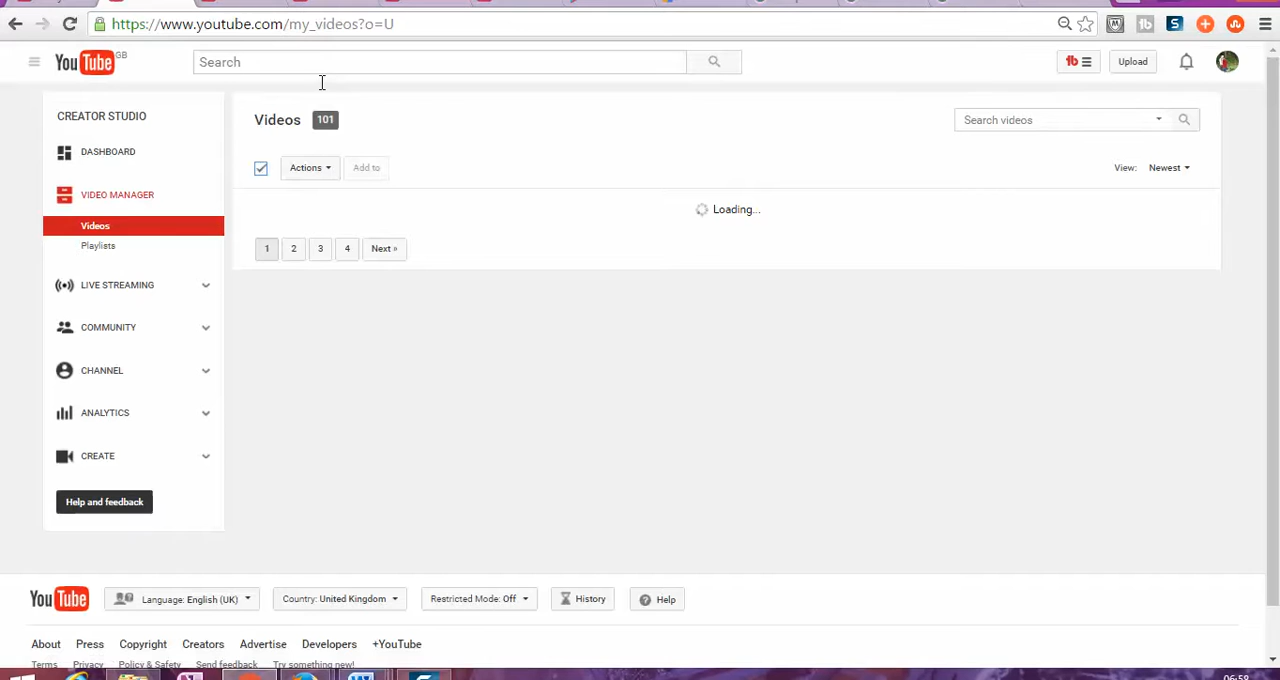 https://www.youtube.com/my_videos?o=U
YouTube GB
Search
Upload
CREATOR STUDIO
DASHBOARD
VIDEO MANAGER
Videos
Playlists
LIVE STREAMING
COMMUNITY
CHANNEL
ANALYTICS
CREATE
Help and feedback
Videos 101
Search videos
Actions
Add to
View: Newest
Loading...
1 2 3 4 Next »
YouTube
Language: English (UK)
Country: United Kingdom
Restricted Mode: Off
History
Help
About Press Copyright Creators Advertise Developers +YouTube
Terms Privacy Policy & Safety Send feedback Try something new!
06:58